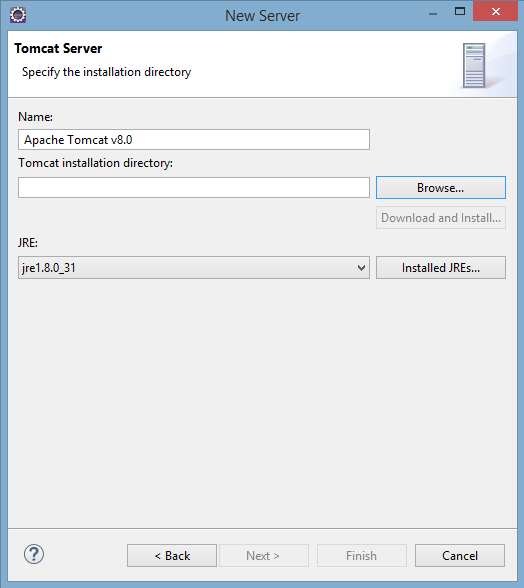 New Server
Tomcat Server
Specify the installation directory
Name:
Apache Tomcat v8.0
Tomcat installation directory:
Browse...
Download and Install...
JRE:
jre1.8.0_31
Installed JREs...
?
< Back
Next >
Finish
Cancel